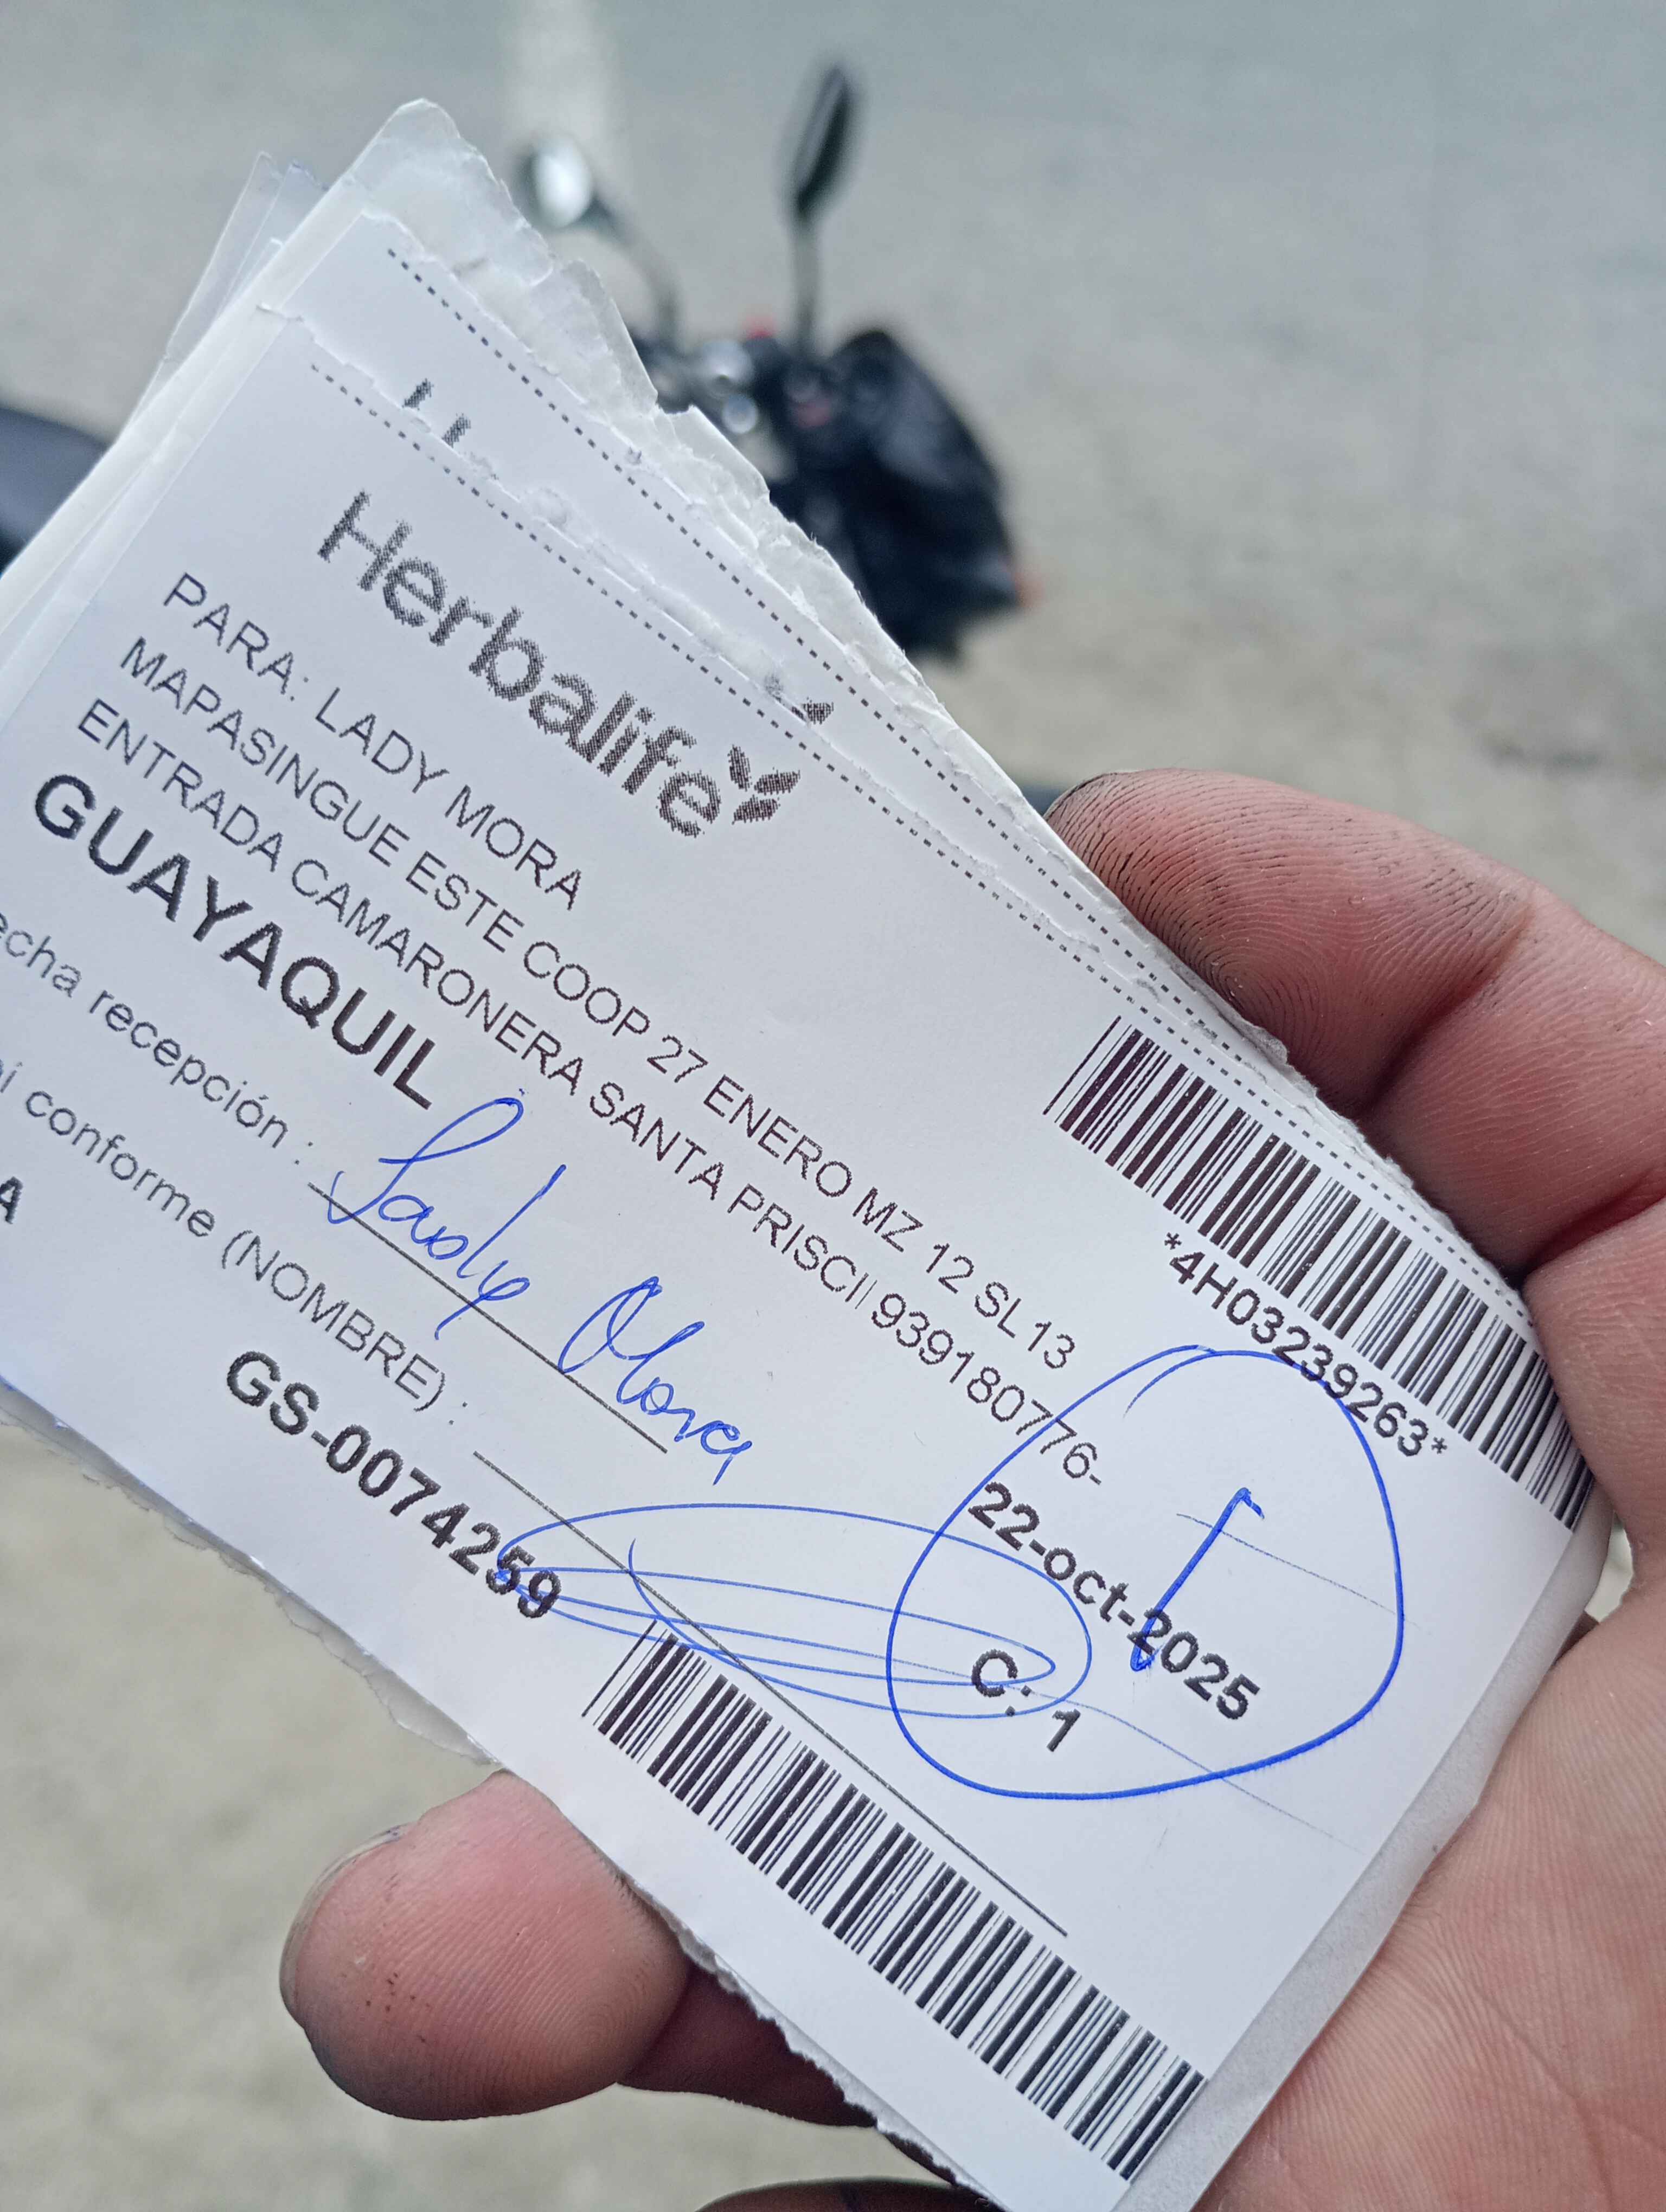 Herbalife
PARA: LADY MORA
MAPASINGUE ESTE COOP 27 ENERO MZ 12 SL 13
ENTRADA CAMARONERA SANTA PRISCI 939180776-
GUAYAQUIL
22-oct-2025
C: 1
*4H03239263*
echa recepción :
Lady Mora
i conforme (NOMBRE) :
A
GS-0074259